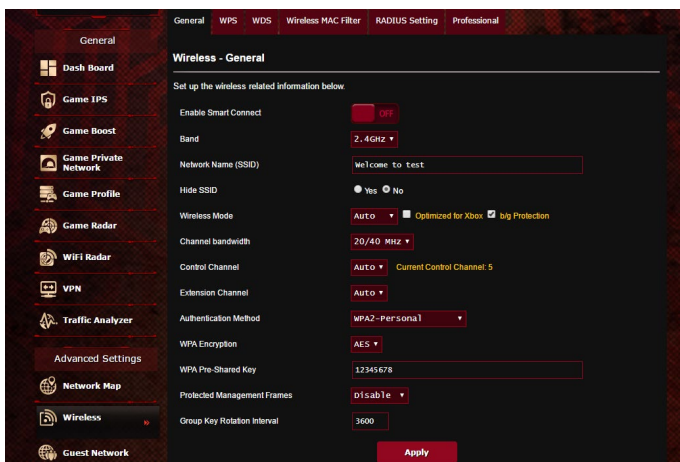 General WPS WDS Wireless MAC Filter RADIUS Setting Professional
General
Dash Board
Game IPS
Game Boost
Game Private
Network
Game Profile
Game Radar
WiFi Radar
VPN
Traffic Analyzer
Advanced Settings
Network Map
Wireless »
Guest Network
Wireless - General
Set up the wireless related information below.
Enable Smart Connect OFF
Band 2.4GHz
Network Name (SSID) Welcome to test
Hide SSID Yes No
Wireless Mode Auto Optimized for Xbox b/g Protection
Channel bandwidth 20/40 MHz
Control Channel Auto Current Control Channel: 5
Extension Channel Auto
Authentication Method WPA2-Personal
WPA Encryption AES
WPA Pre-Shared Key 12345678
Protected Management Frames Disable
Group Key Rotation Interval 3600
Apply